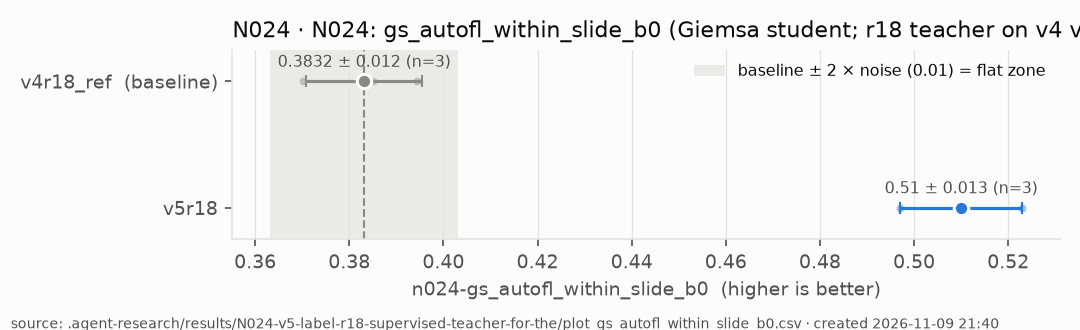 N024 · N024: gs_autofl_within_slide_b0 (Giemsa student; r18 teacher on v4 v
0.3832 ± 0.012 (n=3)
v4r18_ref (baseline)
baseline ± 2 × noise (0.01) = flat zone
0.51 ± 0.013 (n=3)
v5r18
0.36 0.38 0.40 0.42 0.44 0.46 0.48 0.50 0.52
n024-gs_autofl_within_slide_b0 (higher is better)
source: .agent-research/results/N024-v5-label-r18-supervised-teacher-for-the/plot_gs_autofl_within_slide_b0.csv · created 2026-11-09 21:40